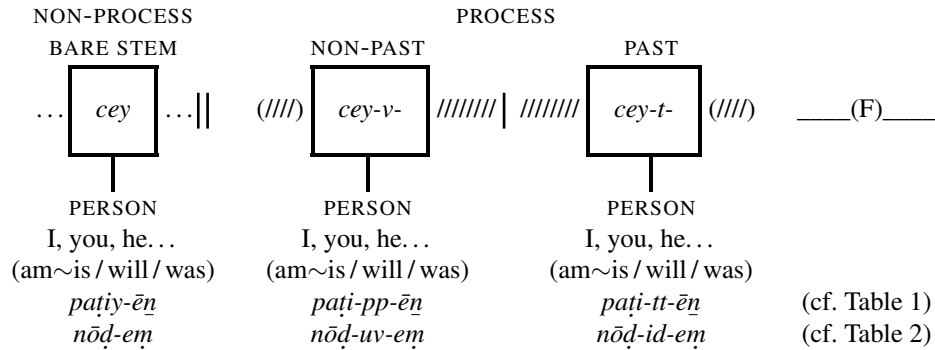 NON-PROCESS PROCESS
BARE STEM NON-PAST PAST
… cey …|| (////) cey-v- //////// | //////// cey-t- (////) ____(F)____
PERSON PERSON PERSON
I, you, he… I, you, he… I, you, he…
(am∼is / will / was) (am∼is / will / was) (am∼is / will / was)
paṭiy-ēṉ paṭi-pp-ēṉ paṭi-tt-ēṉ (cf. Table 1)
nōḍ-eṃ nōḍ-uv-eṃ nōḍ-id-eṃ (cf. Table 2)